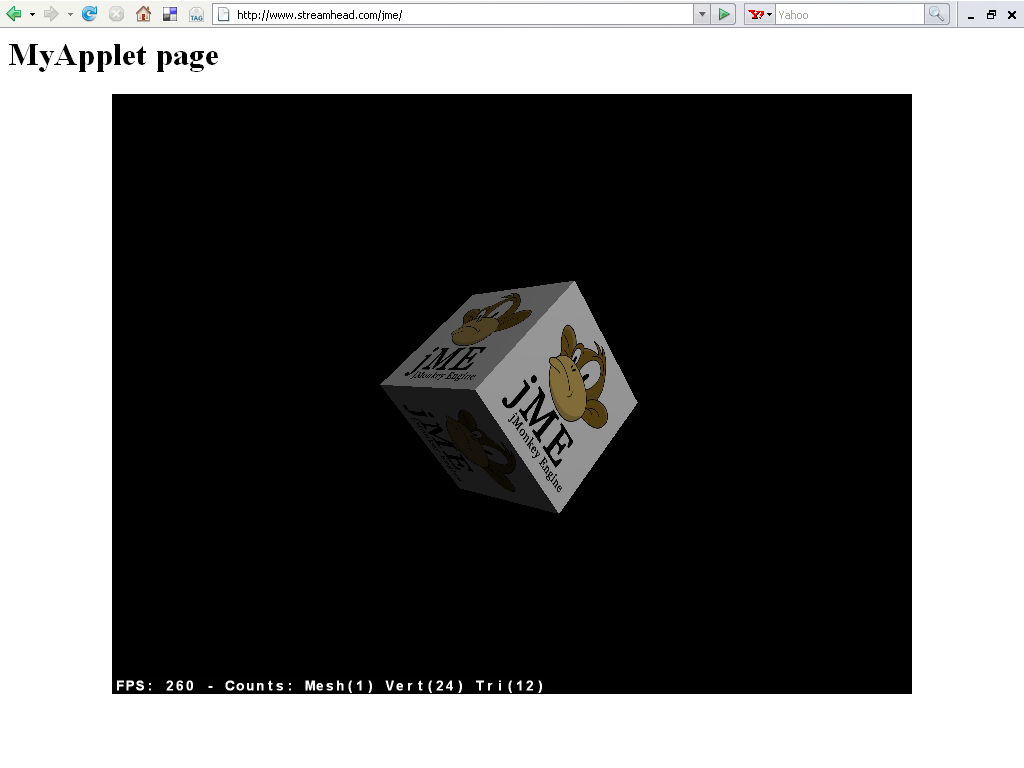 TAG
http://www.streamhead.com/jme/
Yahoo
MyApplet page
jME
jMonkey Engine
jME
jMonkey Engine
jME
FPS: 260 - Counts: Mesh(1) Vert(24) Tri(12)